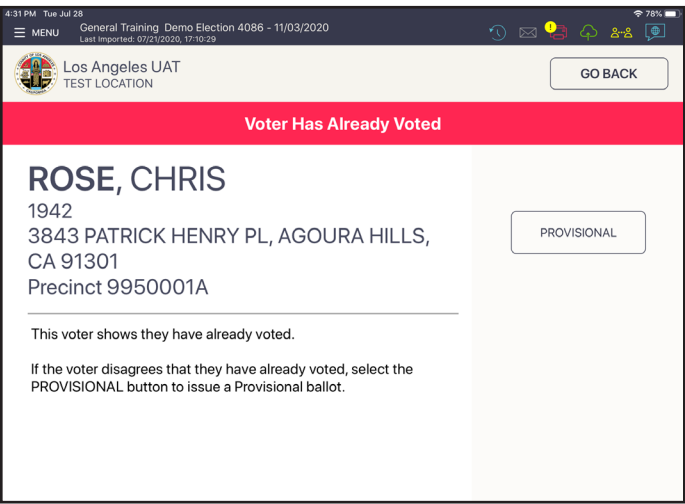 4:31 PM Tue Jul 28
78%
MENU
General Training Demo Election 4086 - 11/03/2020
Last Imported: 07/21/2020, 17:10:29
Los Angeles UAT
TEST LOCATION
GO BACK
Voter Has Already Voted
ROSE, CHRIS
1942
3843 PATRICK HENRY PL, AGOURA HILLS,
CA 91301
Precinct 9950001A
PROVISIONAL
This voter shows they have already voted.
If the voter disagrees that they have already voted, select the
PROVISIONAL button to issue a Provisional ballot.